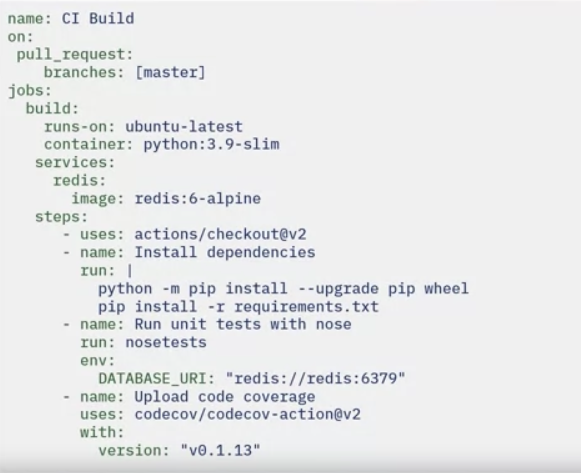 name: CI Build
on:
 pull_request:
    branches: [master]
jobs:
  build:
    runs-on: ubuntu-latest
    container: python:3.9-slim
   services:
     redis:
       image: redis:6-alpine
   steps:
      - uses: actions/checkout@v2
      - name: Install dependencies
        run: |
          python -m pip install --upgrade pip wheel
          pip install -r requirements.txt
      - name: Run unit tests with nose
        run: nosetests
        env:
          DATABASE_URI: "redis://redis:6379"
      - name: Upload code coverage
        uses: codecov/codecov-action@v2
        with:
          version: "v0.1.13"